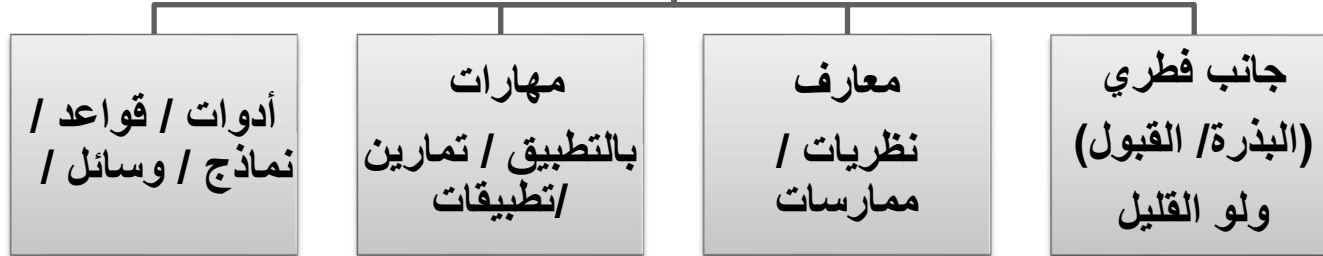 جانب فطري
(البذرة/ القبول)
ولو القليل
معارف
نظريات /
ممارسات
مهارات
بالتطبيق / تمارين
/تطبيقات
أدوات / قواعد /
نماذج / وسائل /